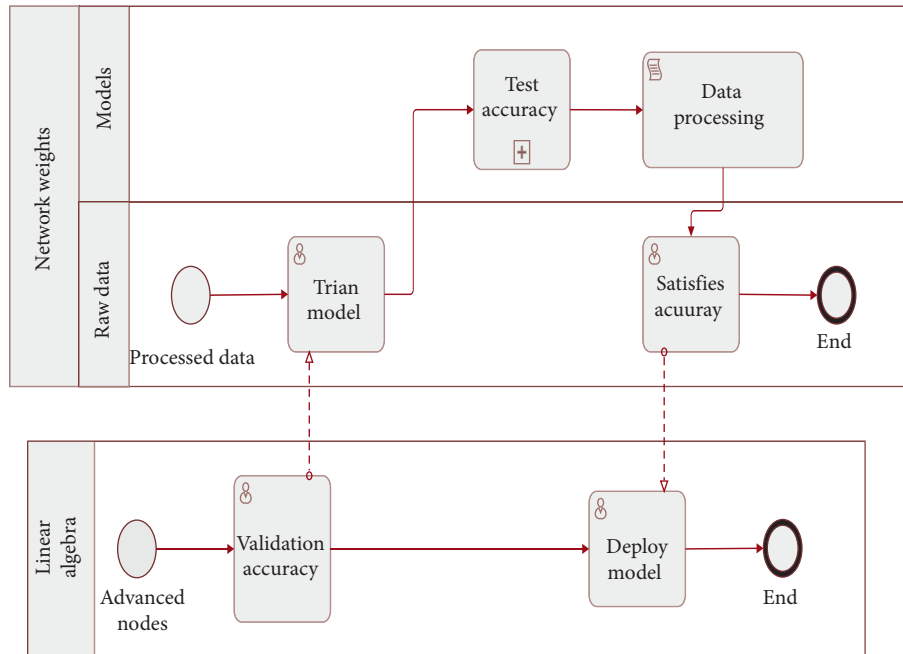 Network weights
Models
Test
accuracy
Data
processing
Raw data
Processed data
Trian
model
Satisfies
acuuray
End
Linear
algebra
Advanced
nodes
Validation
accuracy
Deploy
model
End